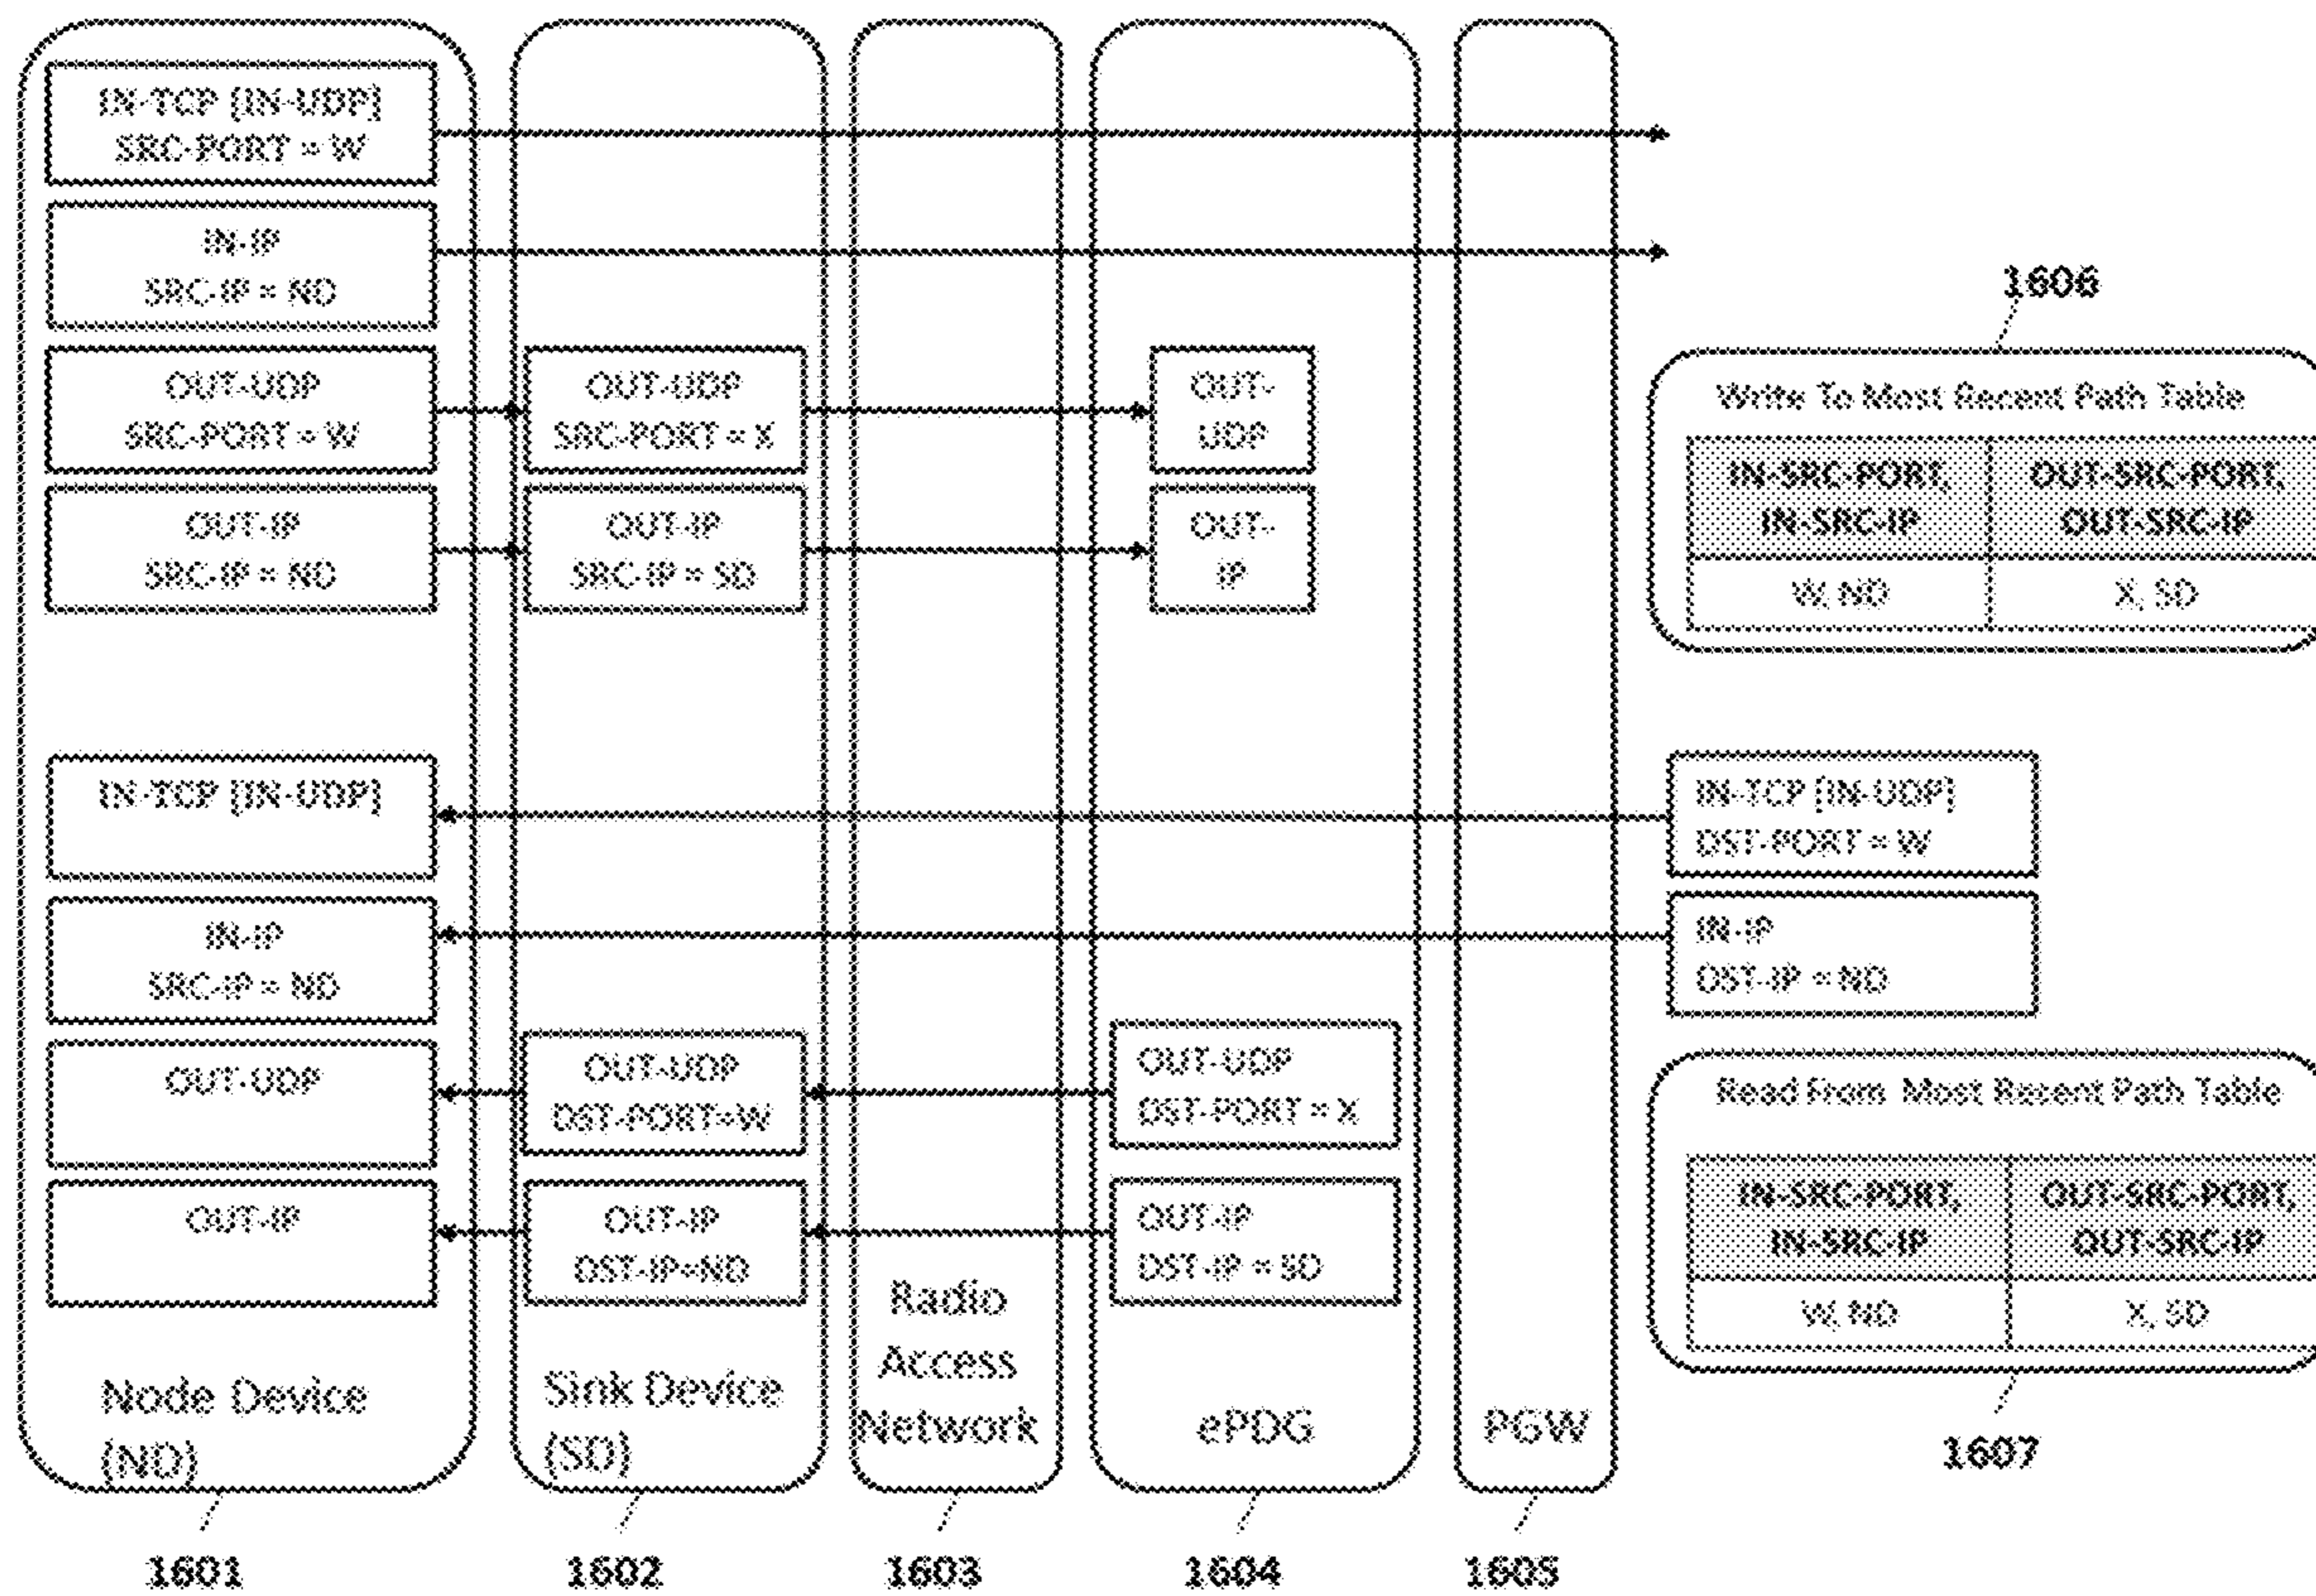 IN-TCP [IN-UDP]
SRC-PORT = W
IN-IP
SRC-IP = ND
1606
OUT-UDP
SRC-PORT = W
OUT-UDP
SRC-PORT = X
OUT-
UDP
Write To Most Recent Path Table
IN-SRC-PORT,
IN-SRC-IP
OUT-SRC-PORT,
OUT-SRC-IP
W, ND
X, SD
OUT-IP
SRC-IP = ND
OUT-IP
SRC-IP = SD
OUT-
IP
IN-TCP [IN-UDP]
IN-TCP [IN-UDP]
DST-PORT = W
IN-IP
SRC-IP = ND
IN-IP
DST-IP = ND
OUT-UDP
OUT-UDP
DST-PORT=W
OUT-UDP
DST-PORT = X
Read From Most Recent Path Table
IN-SRC-PORT,
IN-SRC-IP
OUT-SRC-PORT,
OUT-SRC-IP
W, ND
X, SD
OUT-IP
OUT-IP
DST-IP=ND
OUT-IP
DST-IP = SD
Node Device
(ND)
Sink Device
(SD)
Radio
Access
Network
ePDG
PGW
1607
1601
1602
1603
1604
1605